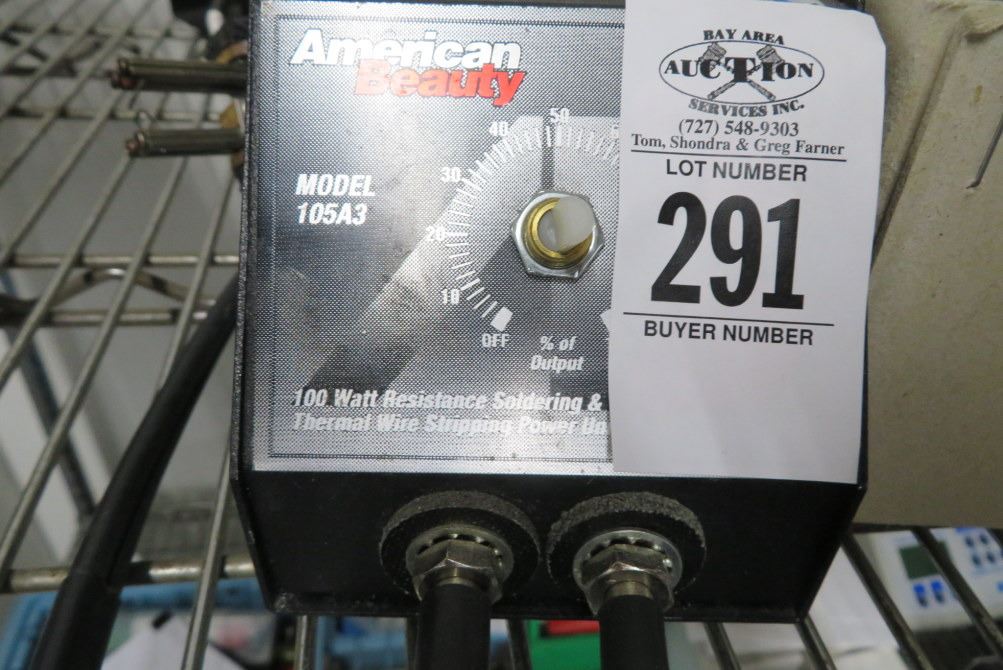 American
Beauty
MODEL
105A3
10
20
30
40
50
OFF
% of
Output
100 Watt Resistance Soldering &
Thermal Wire Stripping Power
BAY AREA
AUCTION
SERVICES INC.
(727) 548-9303
Tom, Shondra & Greg Farner
LOT NUMBER
291
BUYER NUMBER